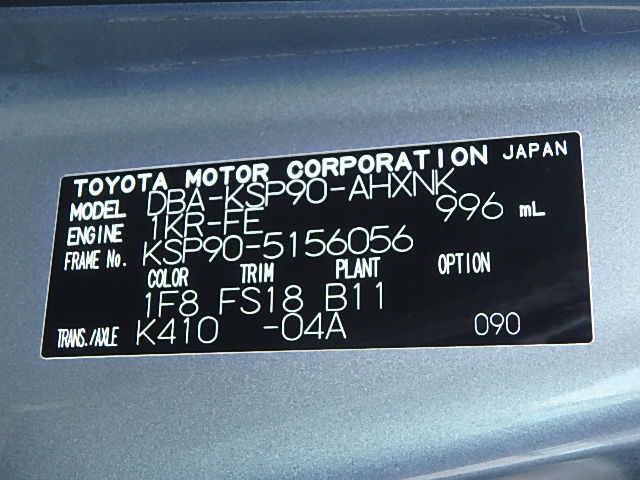 TOYOTA MOTOR CORPORATION JAPAN
MODEL DBA-KSP90-AHXNK
ENGINE 1KR-FE 996 mL
FRAME No. KSP90-5156056
COLOR TRIM PLANT OPTION
1F8 FS18 B11
TRANS./AXLE K410 -04A 090